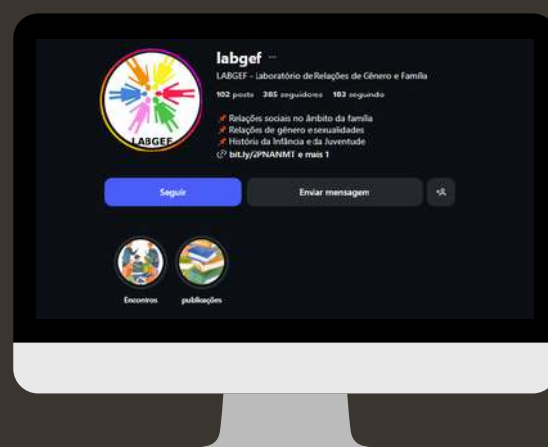 LABGEF
labgef ...
LABGEF - Laboratório de Relações de Gênero e Família
102 posts 285 seguidores 183 seguindo
📌 Relações sociais no âmbito da família
📌 Relações de gênero e sexualidades
📌 História da Infância e da Juventude
bit.ly/2PNANMT e mais 1
Seguir
Enviar mensagem
Encontros
publicações